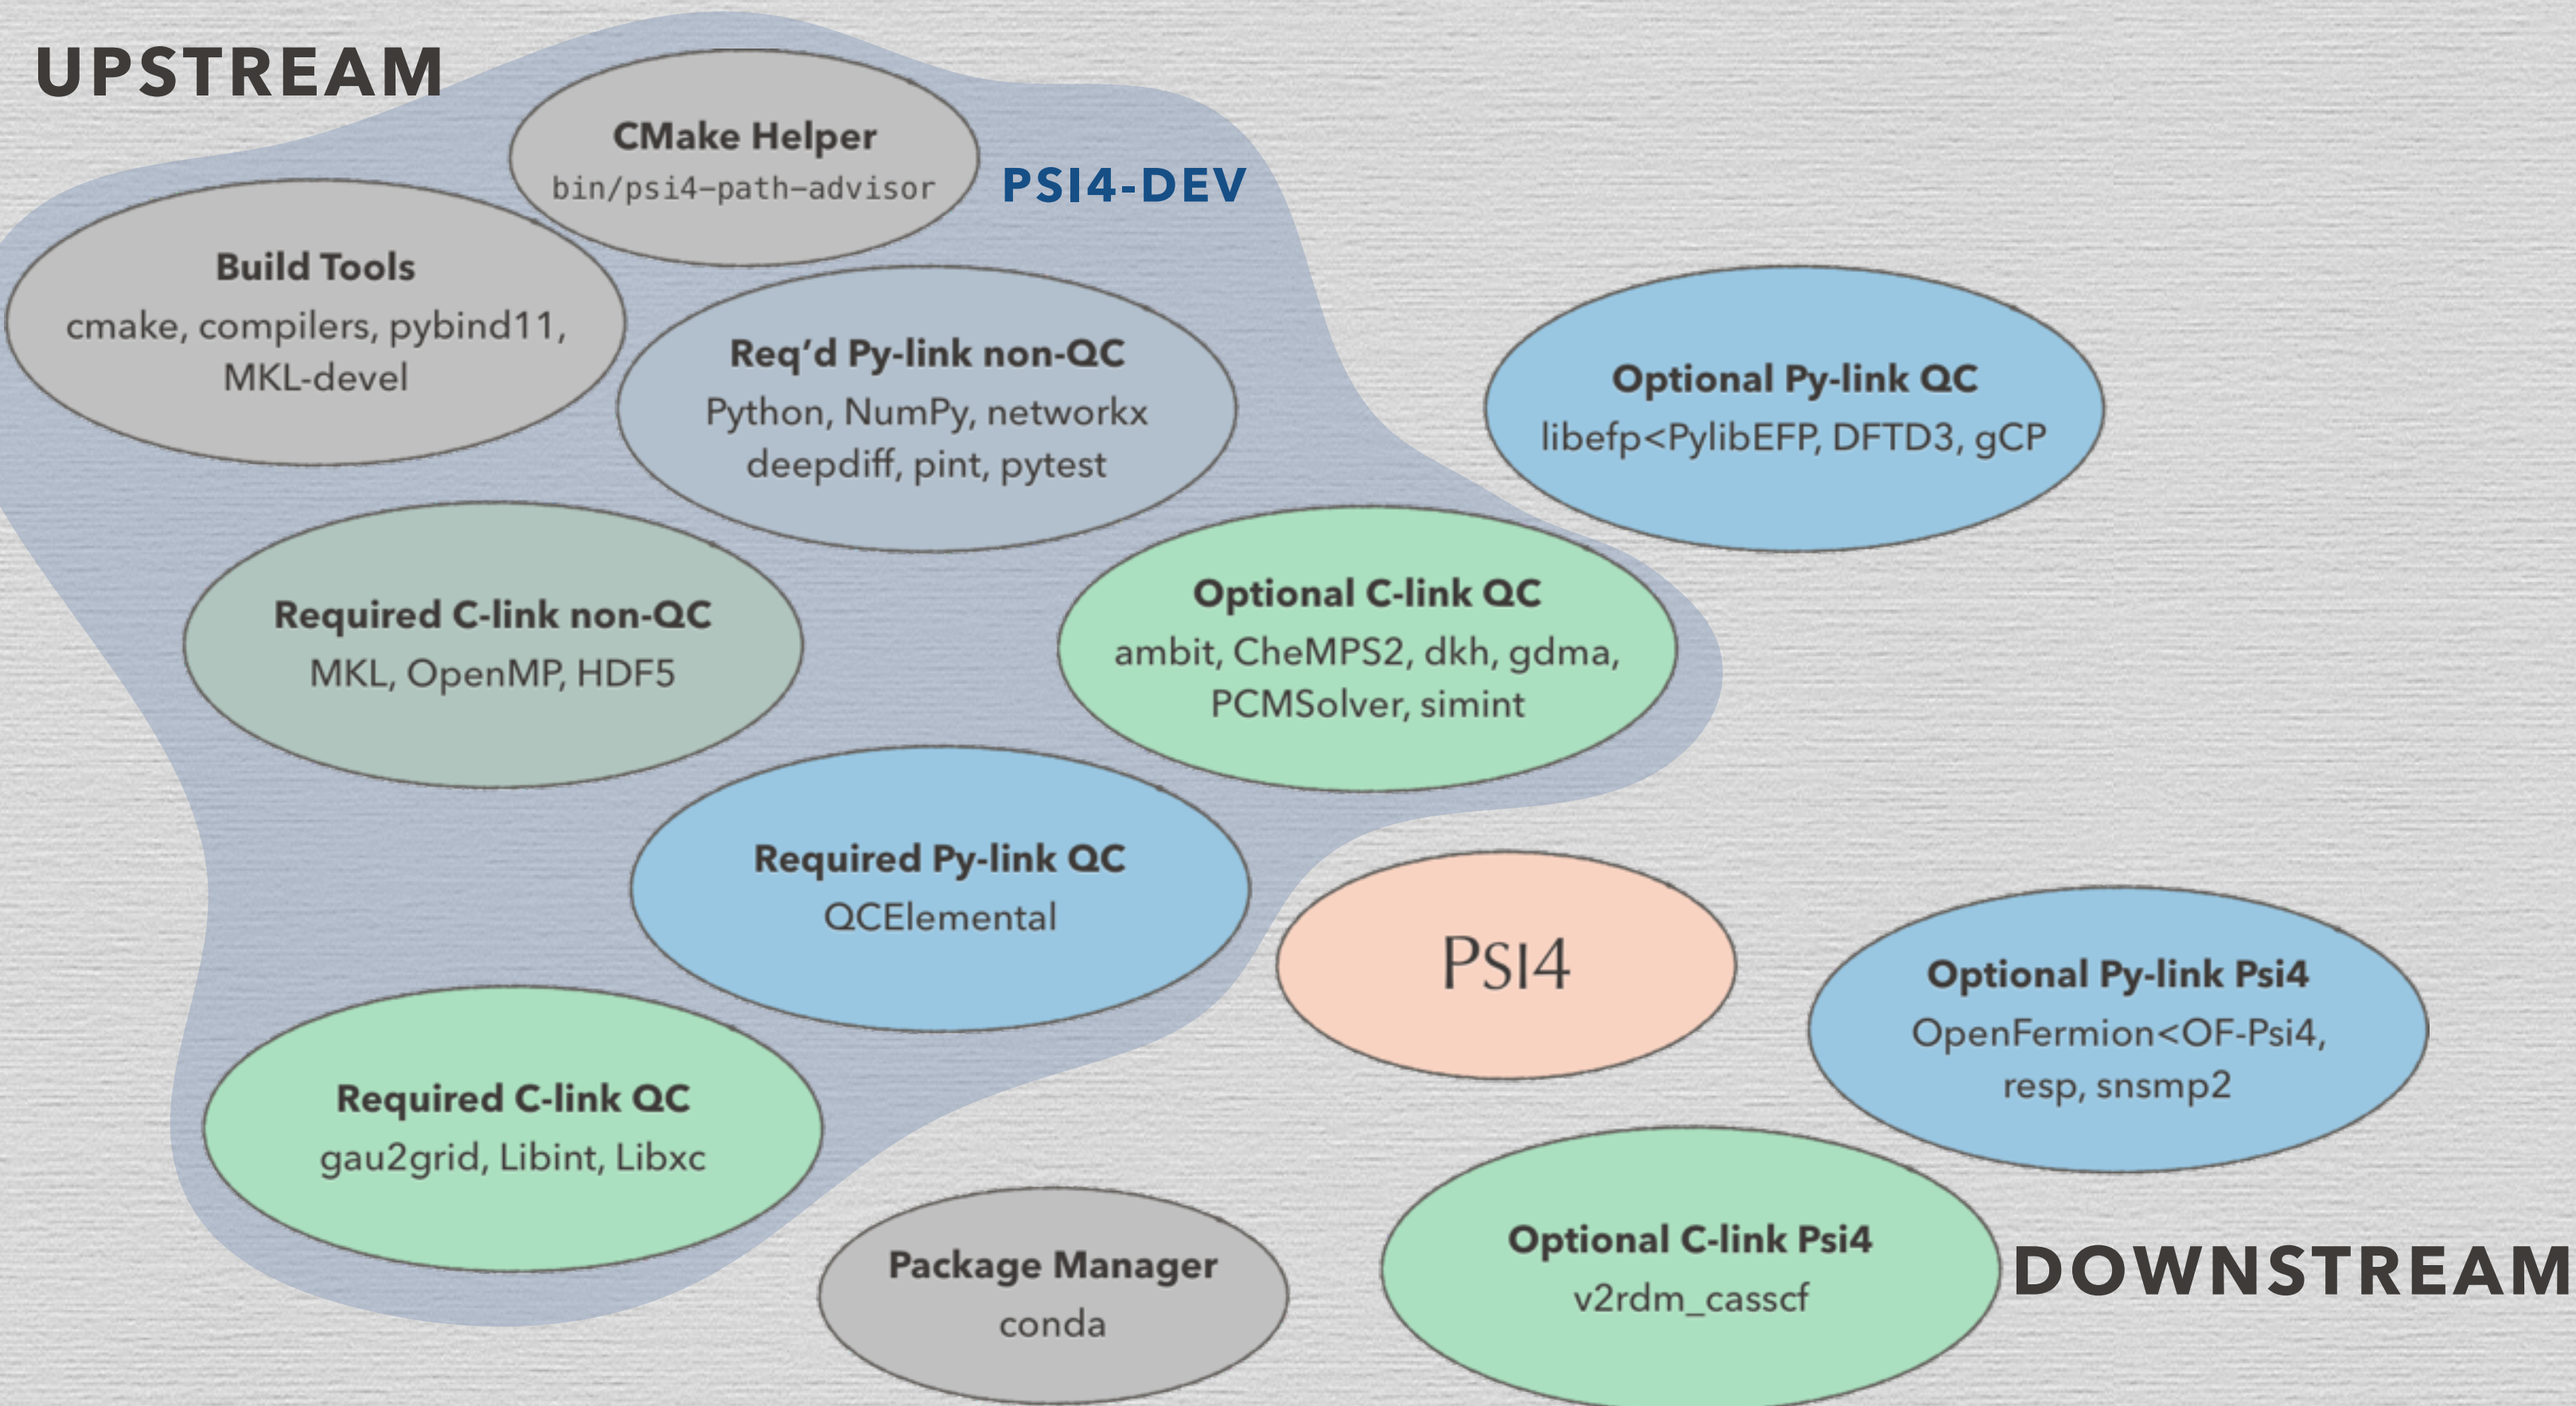 UPSTREAM
CMake Helper
bin/psi4-path-advisor
PSI4-DEV
Build Tools
cmake, compilers, pybind11,
MKL-devel
Req’d Py-link non-QC
Python, NumPy, networkx
deepdiff, pint, pytest
Optional Py-link QC
libefp<PylibEFP, DFTD3, gCP
Required C-link non-QC
MKL, OpenMP, HDF5
Optional C-link QC
ambit, CheMPS2, dkh, gdma,
PCMSolver, simint
Required Py-link QC
QCElemental
PSI4
Optional Py-link Psi4
OpenFermion<OF-Psi4,
resp, snsmp2
Required C-link QC
gau2grid, Libint, Libxc
Package Manager
conda
Optional C-link Psi4
v2rdm_casscf
DOWNSTREAM